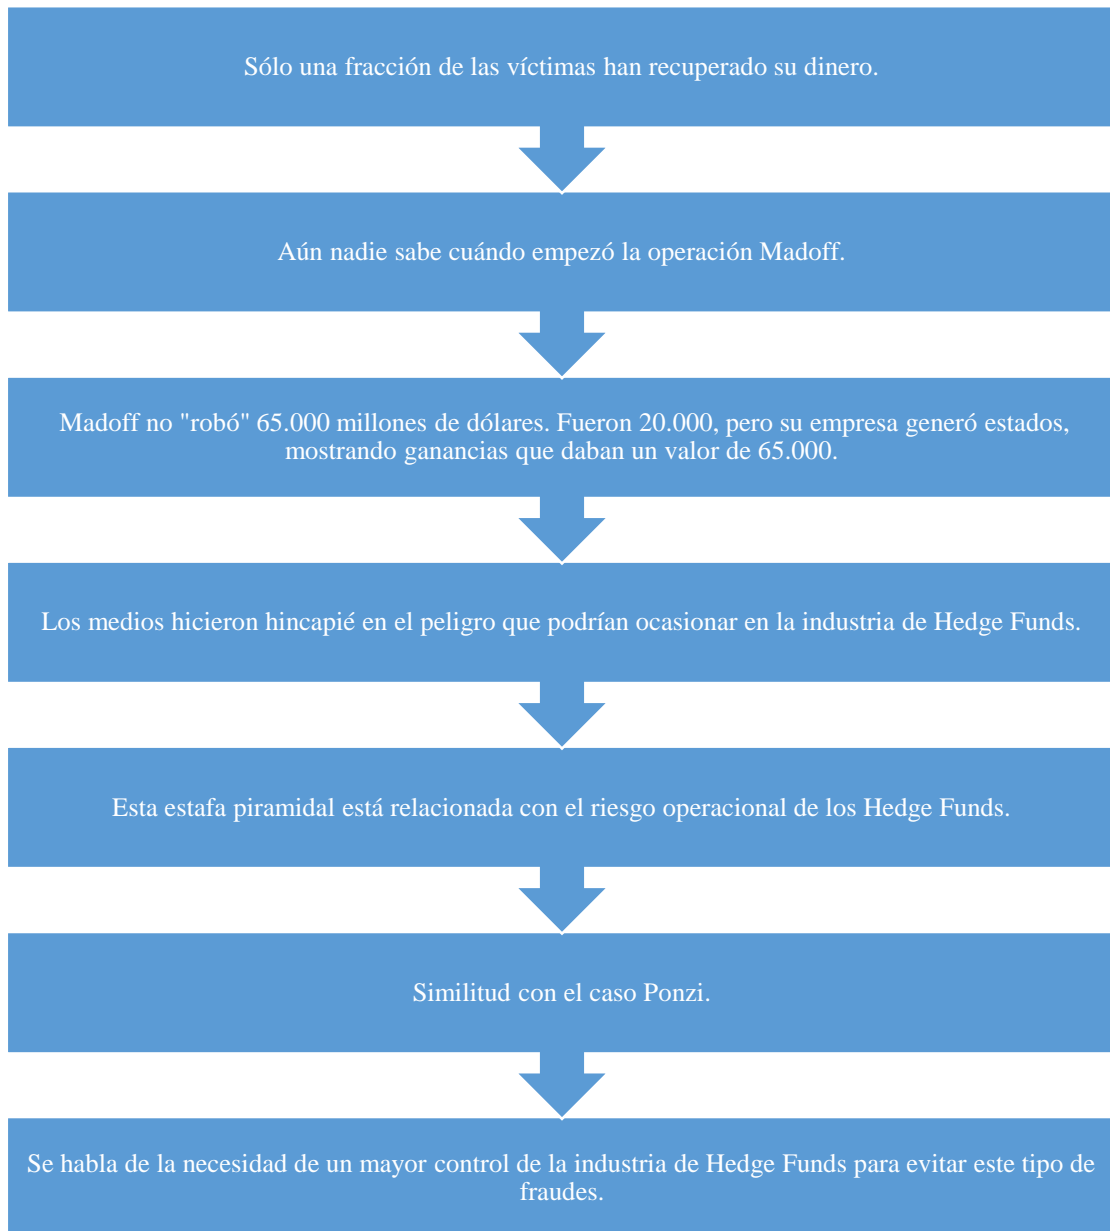 Sólo una fracción de las víctimas han recuperado su dinero.
Aún nadie sabe cuándo empezó la operación Madoff.
Madoff no "robó" 65.000 millones de dólares. Fueron 20.000, pero su empresa generó estados,
mostrando ganancias que daban un valor de 65.000.
Los medios hicieron hincapié en el peligro que podrían ocasionar en la industria de Hedge Funds.
Esta estafa piramidal está relacionada con el riesgo operacional de los Hedge Funds.
Similitud con el caso Ponzi.
Se habla de la necesidad de un mayor control de la industria de Hedge Funds para evitar este tipo de
fraudes.